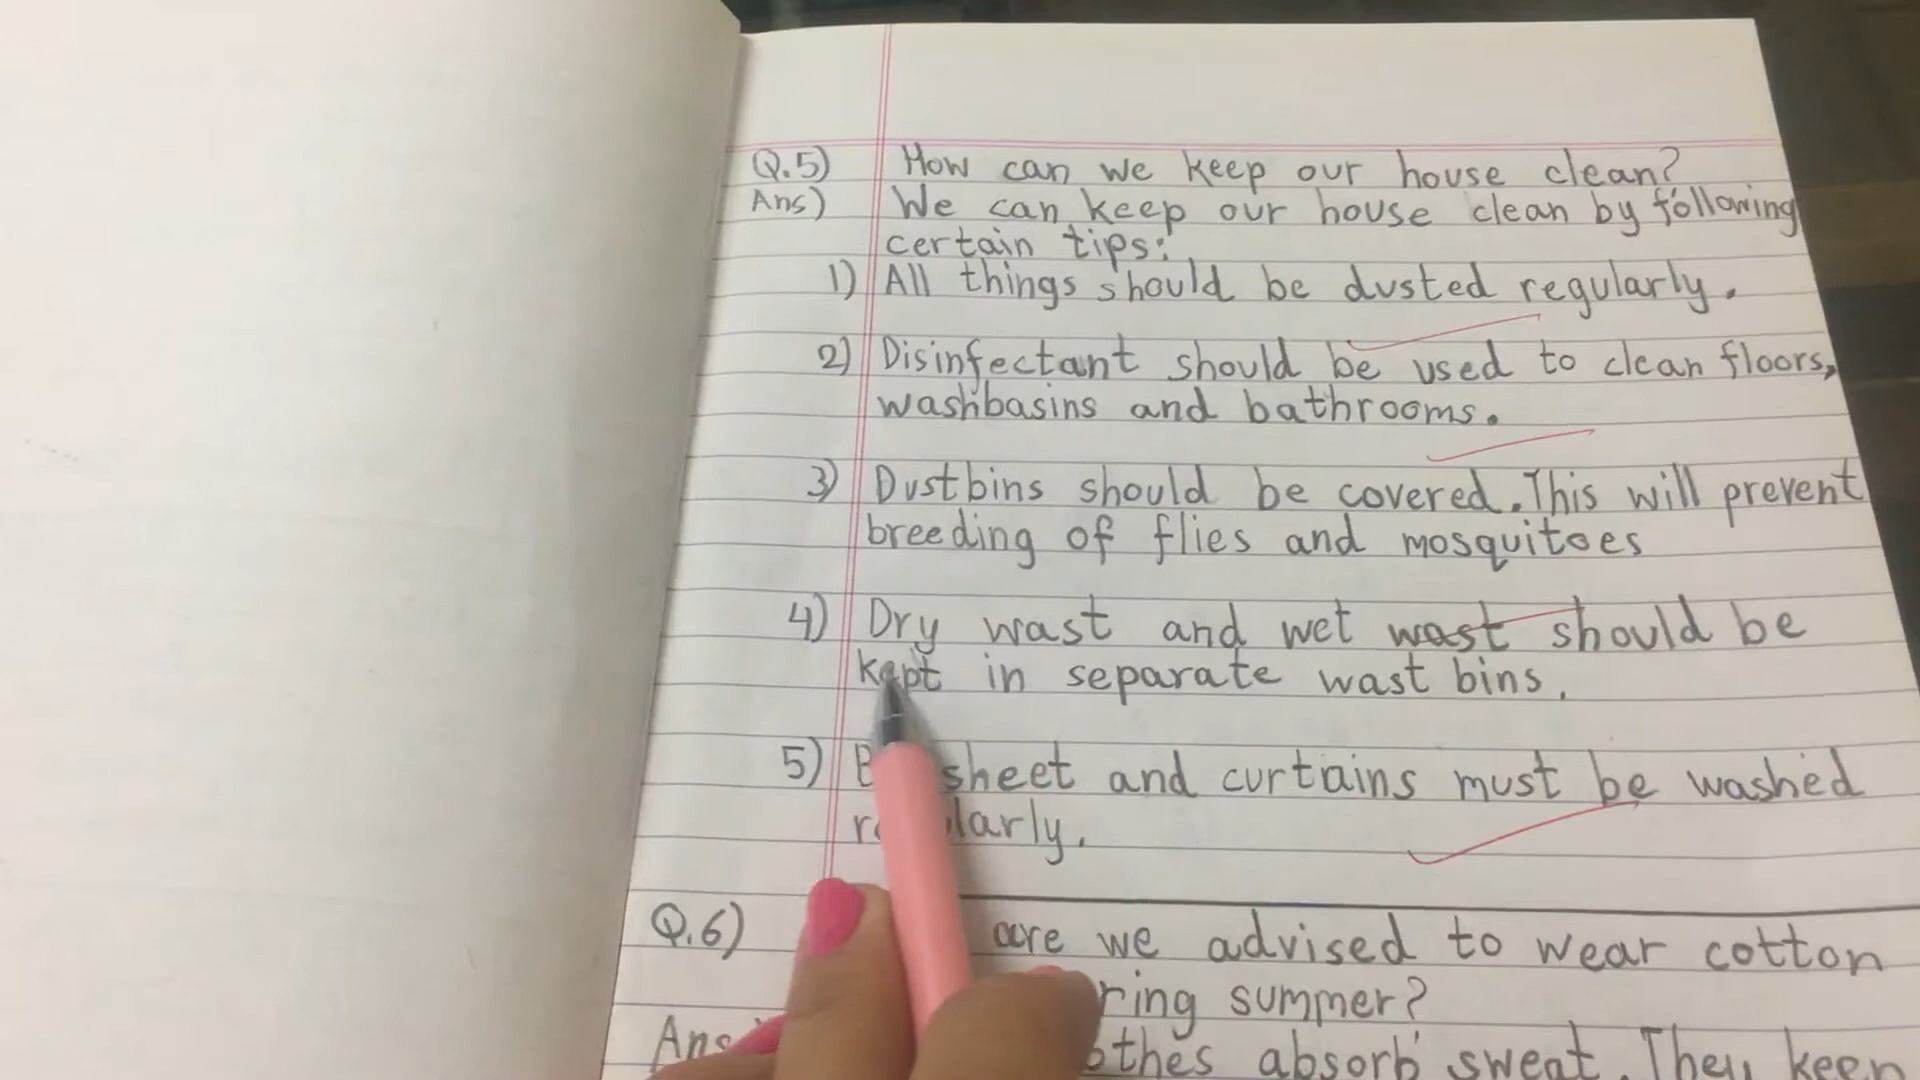 Q.5) How can we keep our house clean?
Ans) We can keep our house clean by following
certain tips:
1) All things should be dusted regularly.
2) Disinfectant should be used to clean floors,
washbasins and bathrooms.
3) Dustbins should be covered. This will prevent
breeding of flies and mosquitoes
4) Dry wast and wet wast should be
kept in separate wast bins.
5) sheet and curtains must be washed
Q.6) are we advised to wear cotton
summer?
absorb sweat. They keep